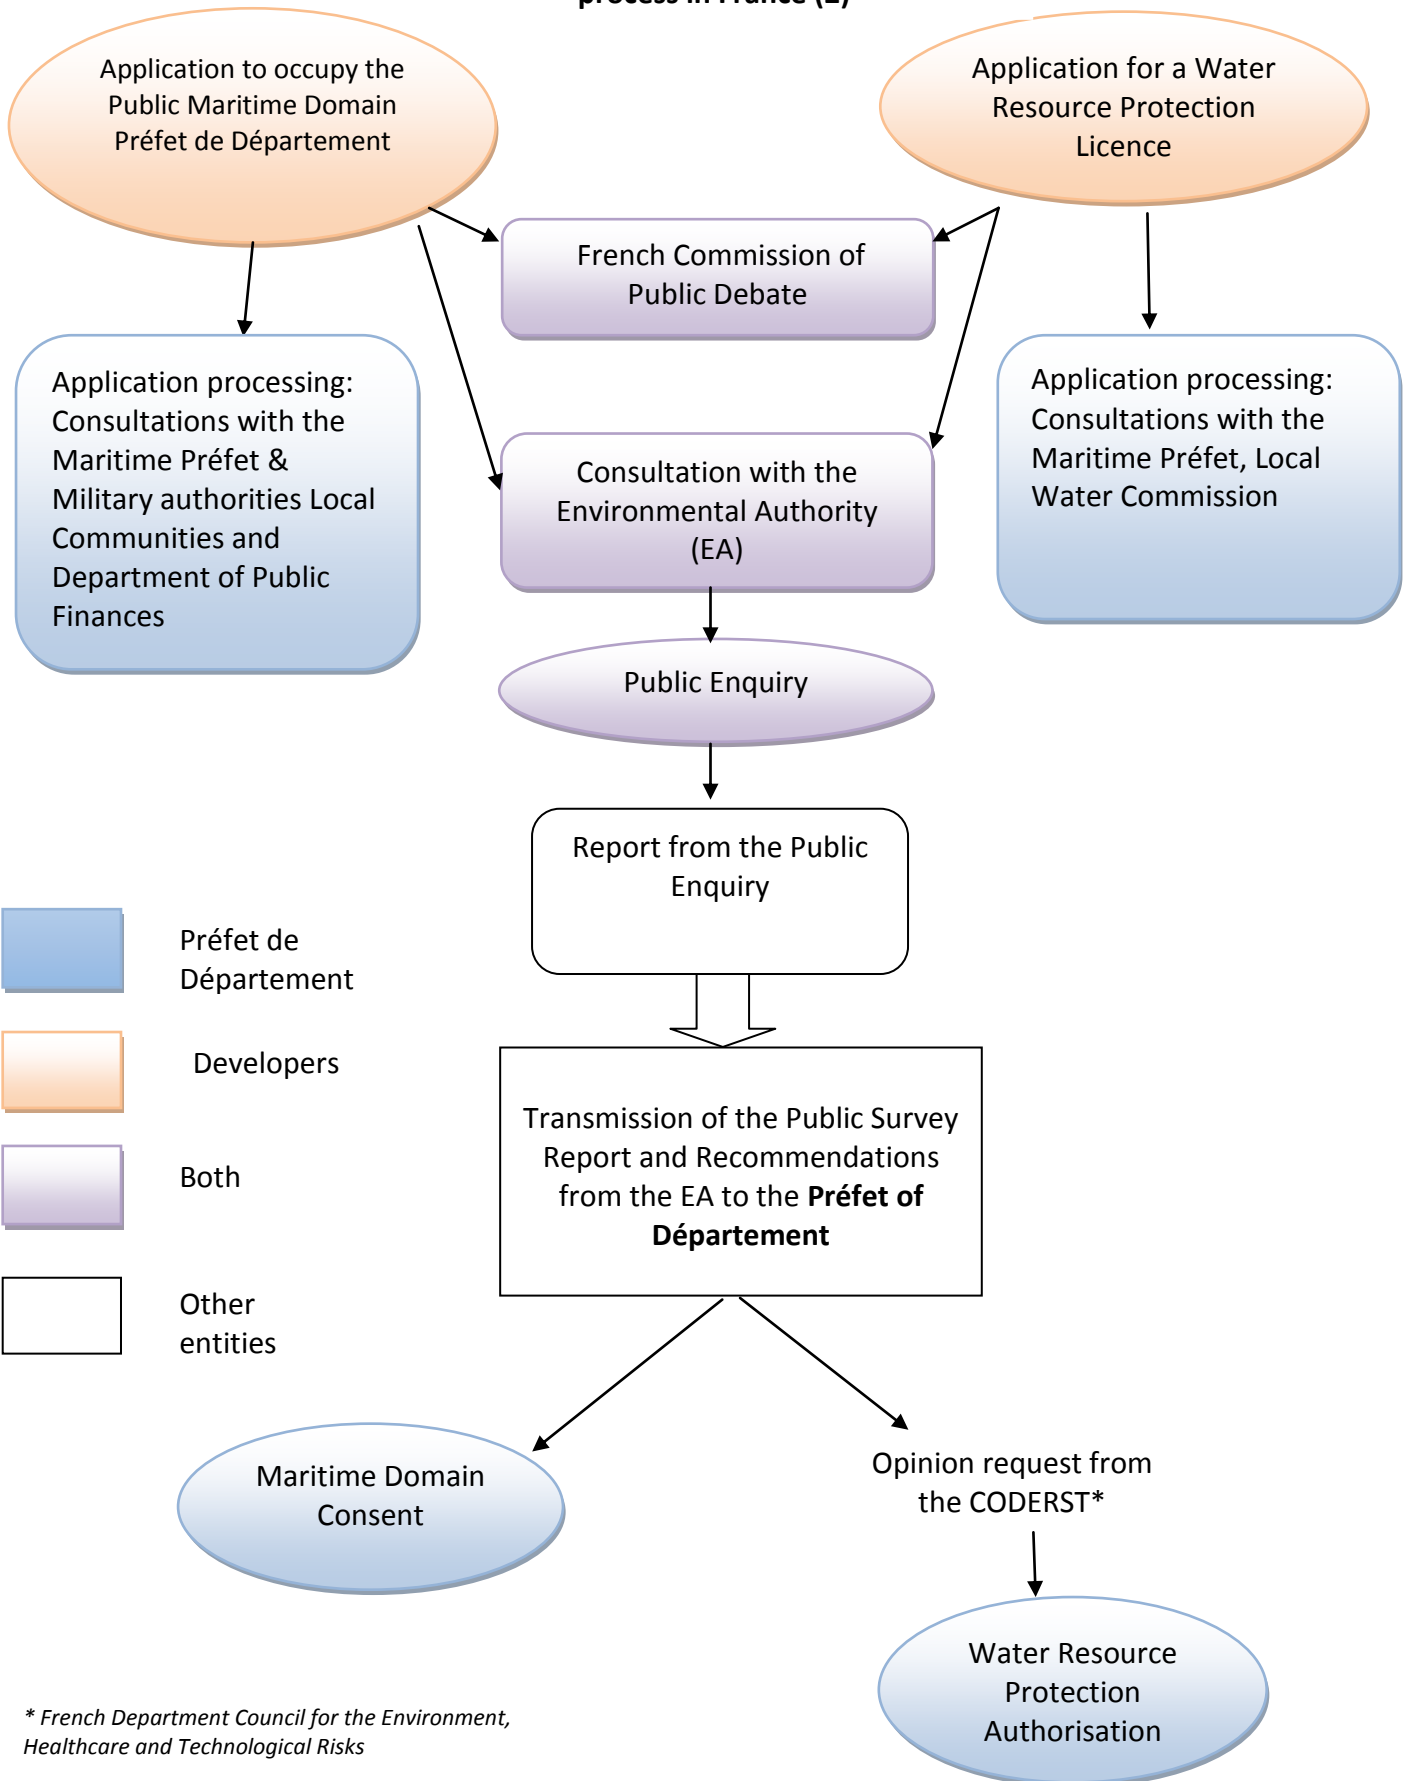 process in France (2)
Application to occupy the
Public Maritime Domain
Préfet de Département
Application for a Water
Resource Protection
Licence
French Commission of
Public Debate
Application processing:
Consultations with the
Maritime Préfet &
Military authorities Local
Communities and
Department of Public
Finances
Consultation with the
Environmental Authority
(EA)
Application processing:
Consultations with the
Maritime Préfet, Local
Water Commission
Public Enquiry
Report from the Public
Enquiry
Préfet de
Département
Developers
Both
Other
entities
Transmission of the Public Survey
Report and Recommendations
from the EA to the Préfet of
Département
Maritime Domain
Consent
Opinion request from
the CODERST*
Water Resource
Protection
Authorisation
* French Department Council for the Environment,
Healthcare and Technological Risks